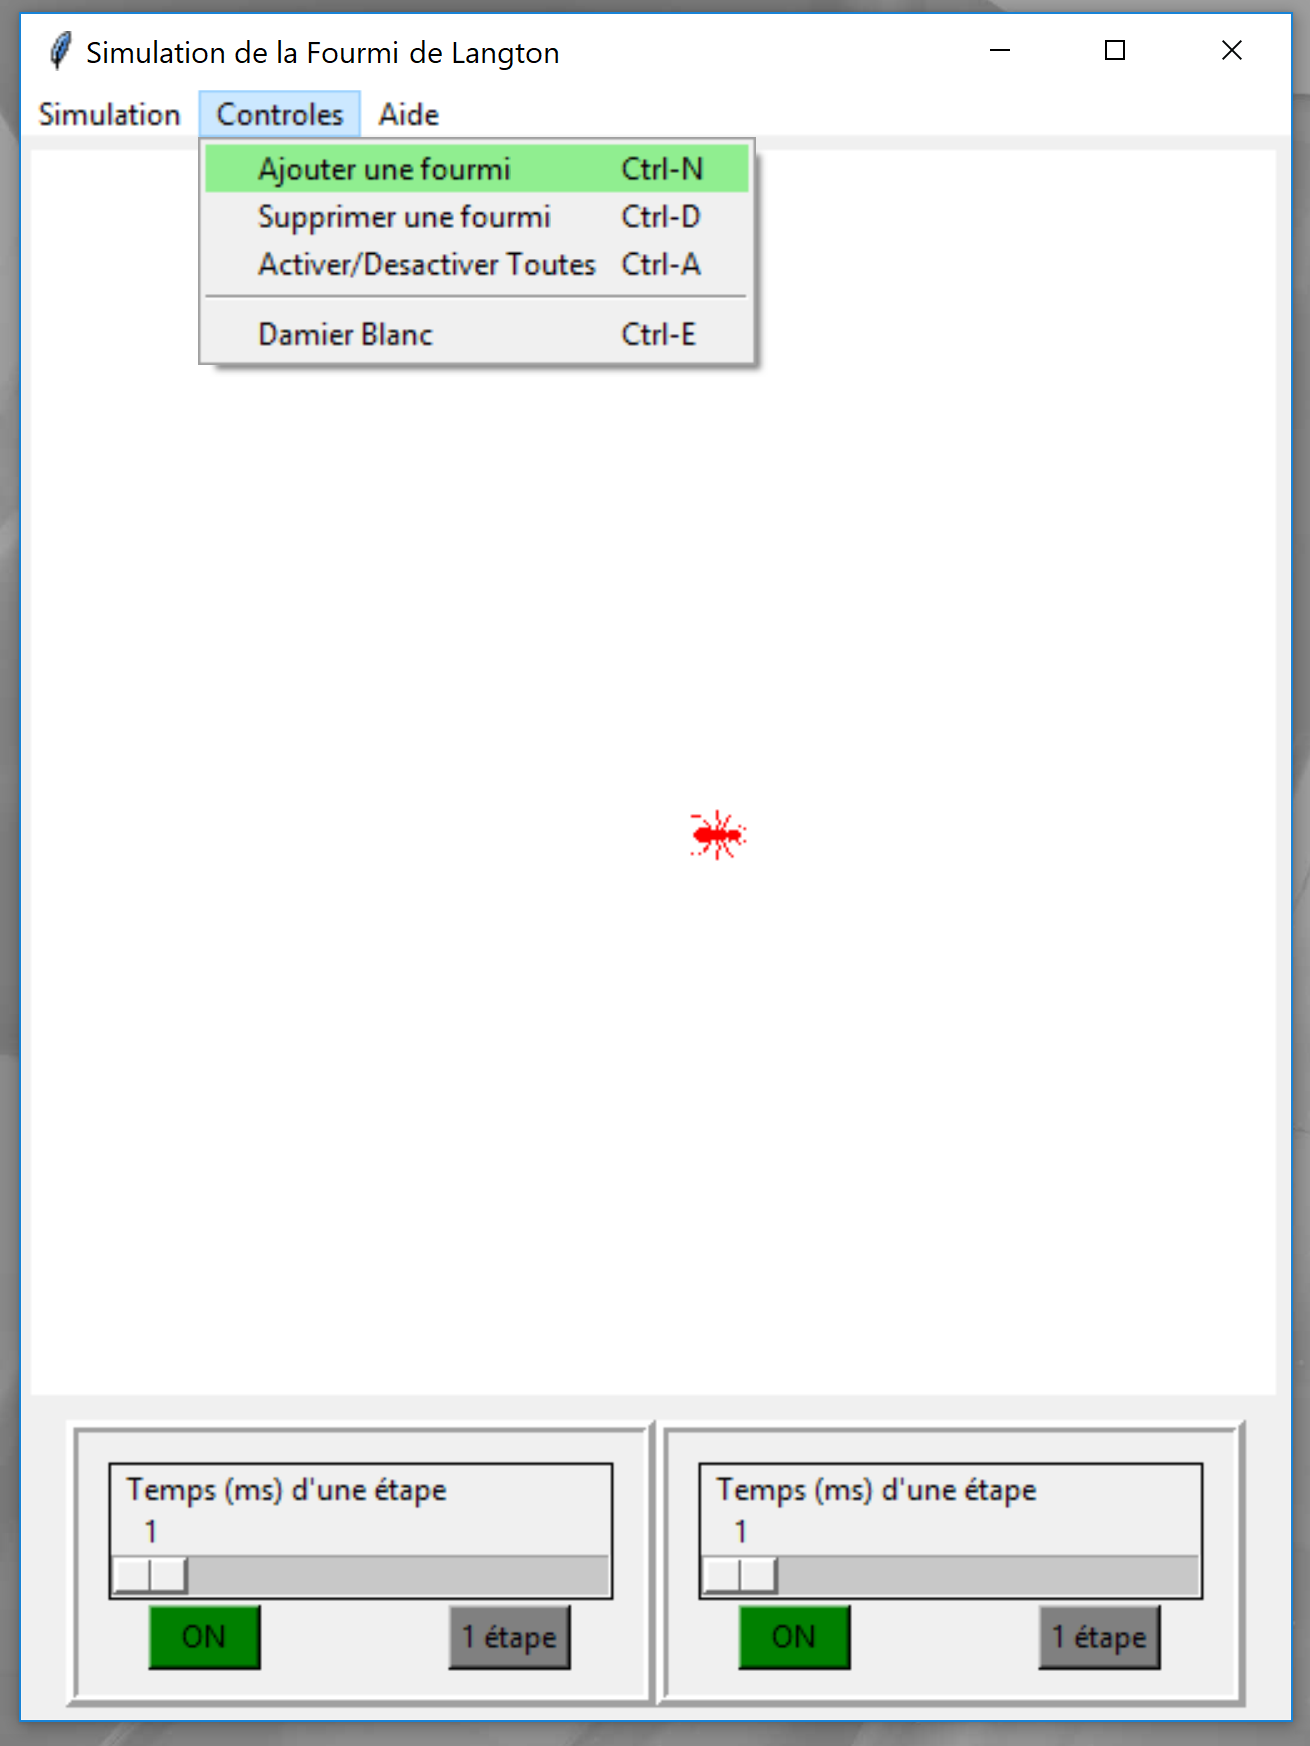 Simulation de la Fourmi de Langton
Simulation Controles Aide
Ajouter une fourmi Ctrl-N
Supprimer une fourmi Ctrl-D
Activer/Desactiver Toutes Ctrl-A
Damier Blanc Ctrl-E
Temps (ms) d'une étape
1
ON 1 étape
Temps (ms) d'une étape
1
ON 1 étape